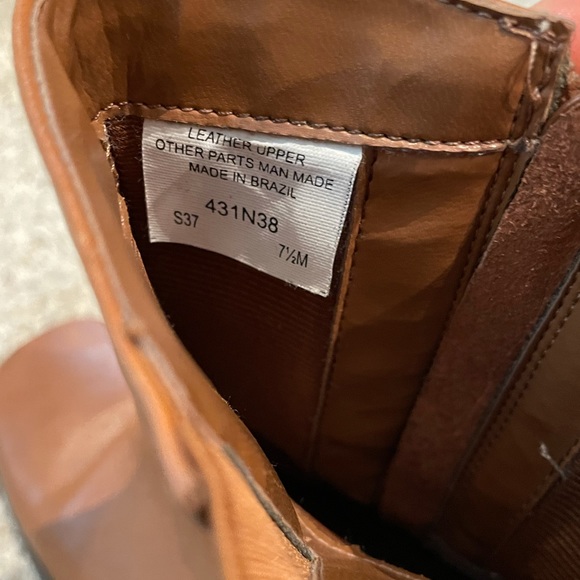 LEATHER UPPER
OTHER PARTS MAN MADE
MADE IN BRAZIL
431N38
S37
7½M